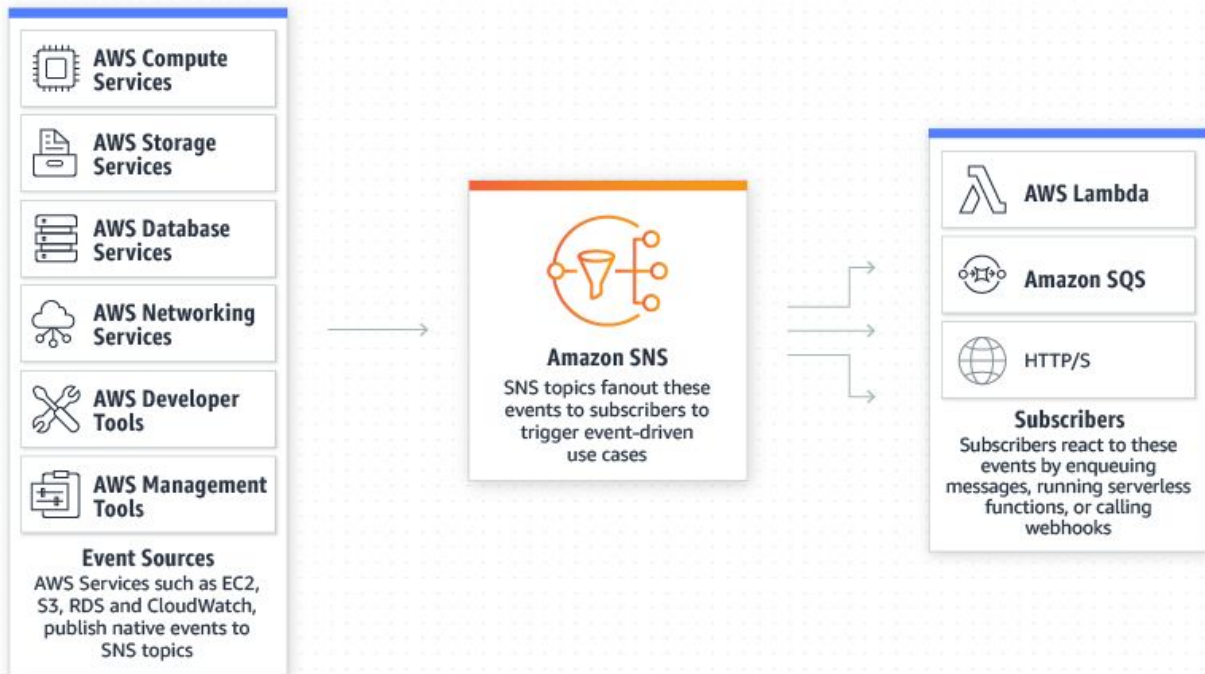 AWS Compute
Services
AWS Storage
Services
AWS Database
Services
AWS Networking
Services
AWS Developer
Tools
AWS Management
Tools
Event Sources
AWS Services such as EC2,
S3, RDS and CloudWatch,
publish native events to
SNS topics
Amazon SNS
SNS topics fanout these
events to subscribers to
trigger event-driven
use cases
AWS Lambda
Amazon SQS
HTTP/S
Subscribers
Subscribers react to these
events by enqueuing
messages, running serverless
functions, or calling
webhooks